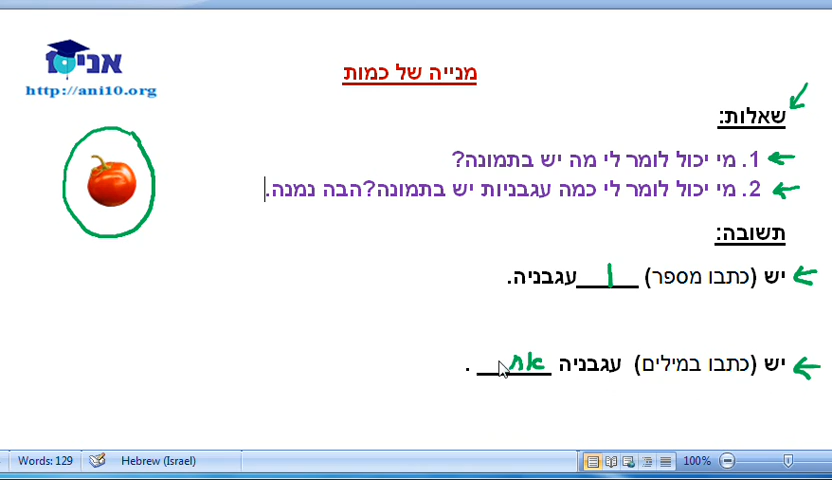 אני10
http://ani10.org
מנייה של כמות
שאלות:
1. מי יכול לומר לי מה יש בתמונה?
2. מי יכול לומר לי כמה עגבניות יש בתמונה?הבה נמנה.
תשובה:
יש (כתבו מספר) 1 עגבניה.
יש (כתבו במילים) עגבניה אח .
Words: 129
Hebrew (Israel)
100%